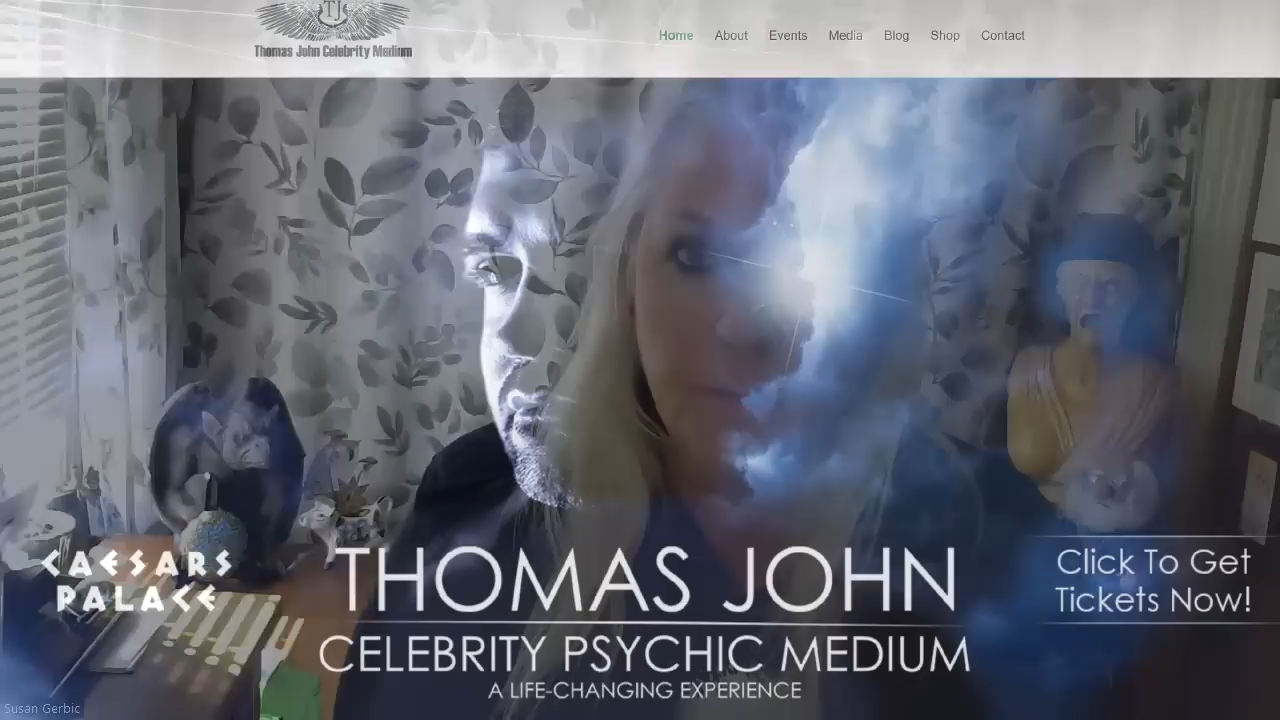 TJ
Thomas John Celebrity Medium
Home About Events Media Blog Shop Contact
CAESARS
PALACE
THOMAS JOHN
CELEBRITY PSYCHIC MEDIUM
A LIFE-CHANGING EXPERIENCE
Click To Get
Tickets Now!
Susan Gerbic